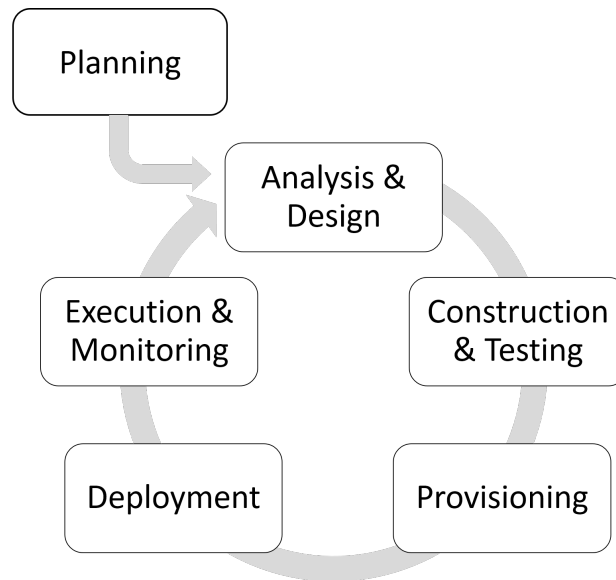 Planning
Analysis &
Design
Construction
& Testing
Provisioning
Deployment
Execution &
Monitoring